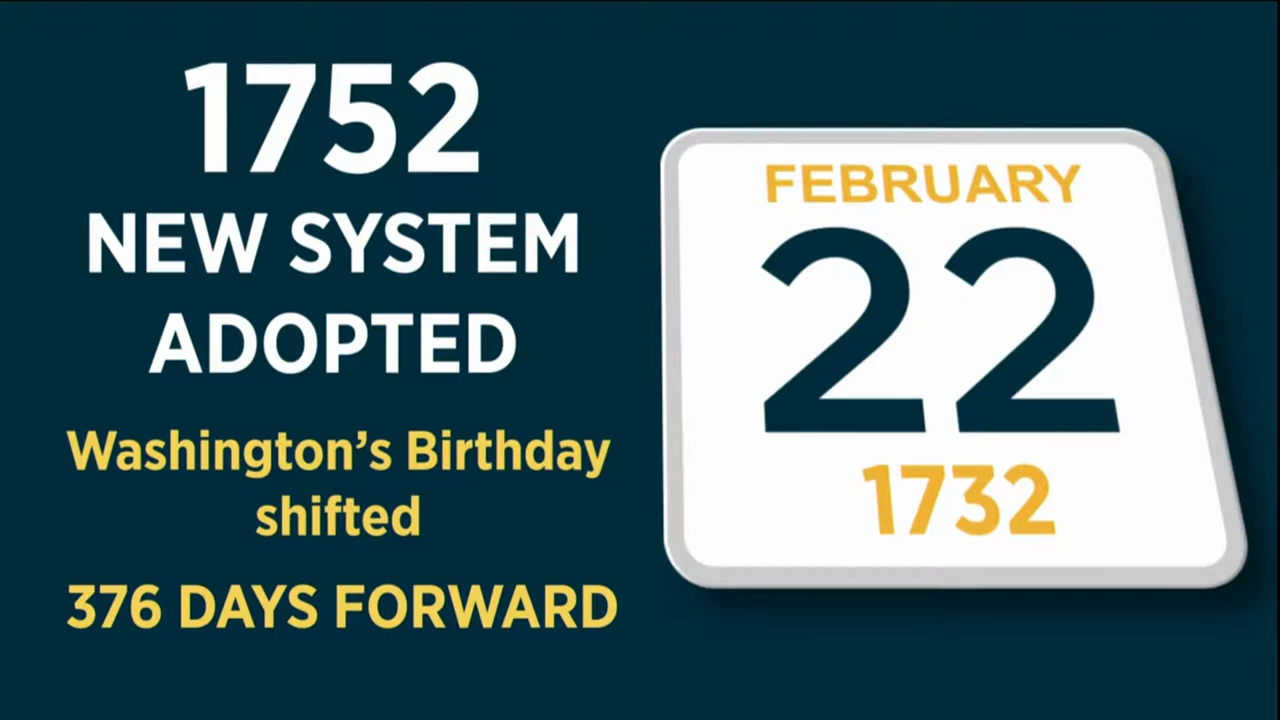 1752
NEW SYSTEM
ADOPTED
Washington's Birthday
shifted
376 DAYS FORWARD
FEBRUARY
22
1732